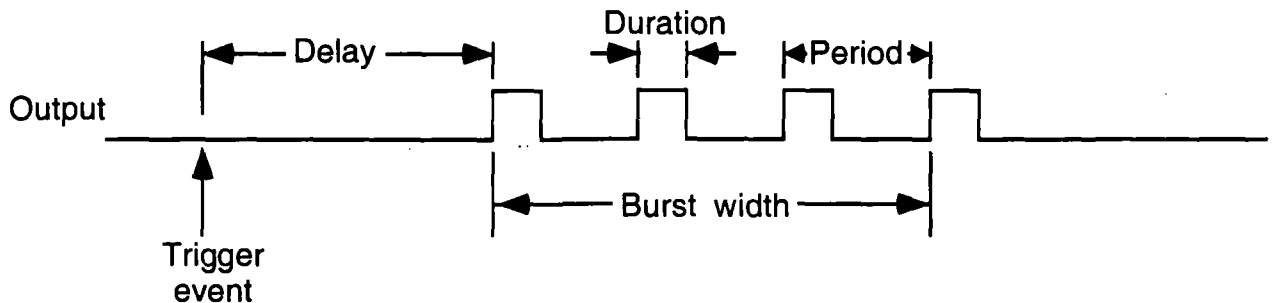 Duration
Delay
Period
Output
Burst width
Trigger
event